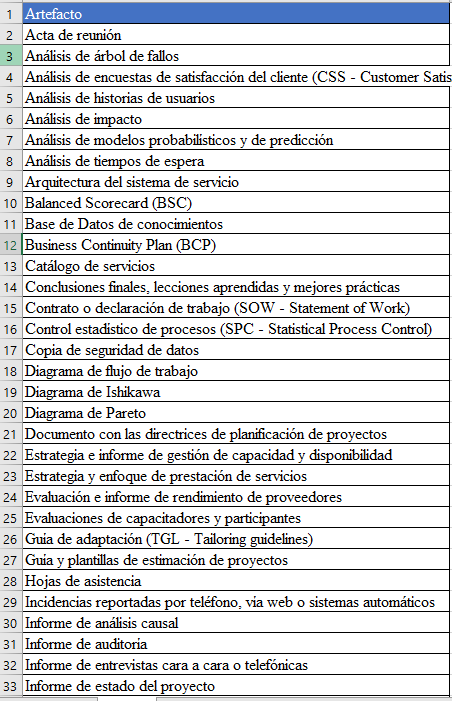 1 Artefacto
2 Acta de reunión
3 Análisis de árbol de fallos
4 Análisis de encuestas de satisfacción del cliente (CSS - Customer Satis
5 Análisis de historias de usuarios
6 Análisis de impacto
7 Análisis de modelos probabilisticos y de predicción
8 Análisis de tiempos de espera
9 Arquitectura del sistema de servicio
10 Balanced Scorecard (BSC)
11 Base de Datos de conocimientos
12 Business Continuity Plan (BCP)
13 Catálogo de servicios
14 Conclusiones finales, lecciones aprendidas y mejores prácticas
15 Contrato o declaración de trabajo (SOW - Statement of Work)
16 Control estadistico de procesos (SPC - Statistical Process Control)
17 Copia de seguridad de datos
18 Diagrama de flujo de trabajo
19 Diagrama de Ishikawa
20 Diagrama de Pareto
21 Documento con las directrices de planificación de proyectos
22 Estrategia e informe de gestión de capacidad y disponibilidad
23 Estrategia y enfoque de prestación de servicios
24 Evaluación e informe de rendimiento de proveedores
25 Evaluaciones de capacitadores y participantes
26 Guía de adaptación (TGL - Tailoring guidelines)
27 Guía y plantillas de estimación de proyectos
28 Hojas de asistencia
29 Incidencias reportadas por teléfono, via web o sistemas automáticos
30 Informe de análisis causal
31 Informe de auditoría
32 Informe de entrevistas cara a cara o telefónicas
33 Informe de estado del proyecto